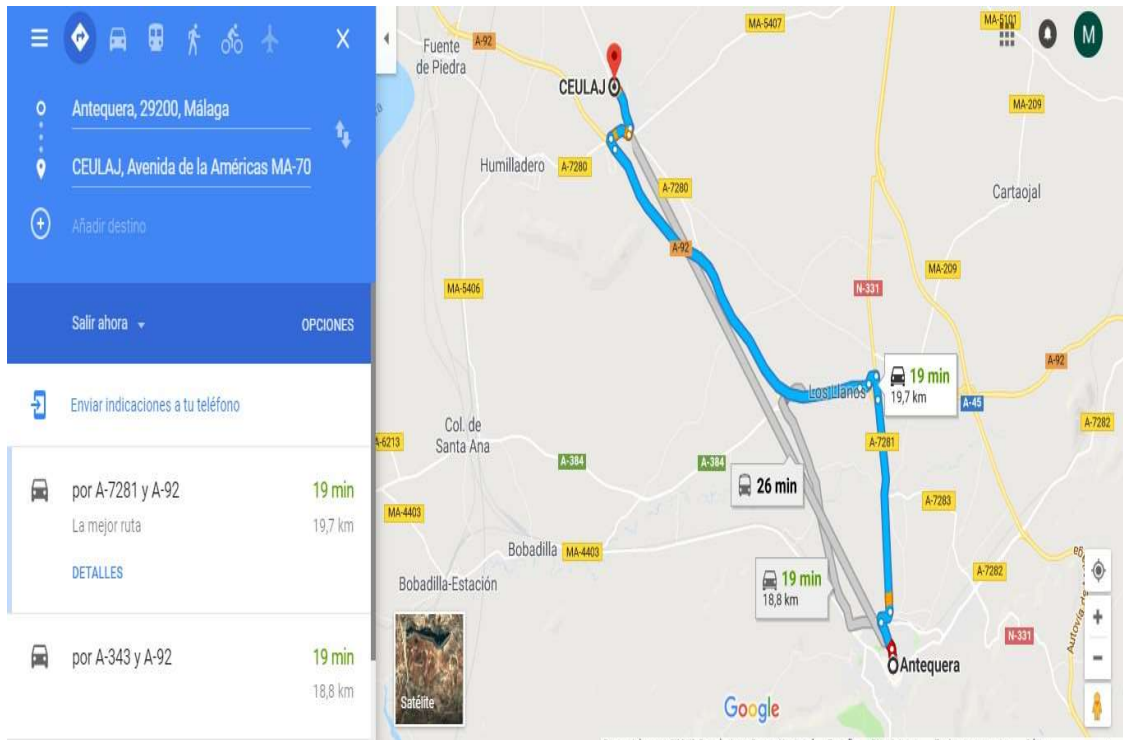 Antequera, 29200, Málaga
CEULAJ, Avenida de la Américas MA-70
Añadir destino
Salir ahora
OPCIONES
Enviar indicaciones a tu teléfono
por A-7281 y A-92
19 min
La mejor ruta
19,7 km
DETALLES
por A-343 y A-92
19 min
18,8 km
Fuente
de Piedra
A-92
MA-5407
MA-5101
M
CEULAJ
MA-209
Humilladero
A-7280
A-7280
Cartaojal
A-92
MA-209
MA-5406
N-331
A-92
19 min
19,7 km
Los Llanos
A-45
A-7282
Col. de
Santa Ana
A-6213
A-384
A-384
A-7281
26 min
A-7283
MA-4403
Bobadilla
MA-4403
19 min
18,8 km
A-7282
Bobadilla-Estación
N-331
Antequera
Satélite
Google